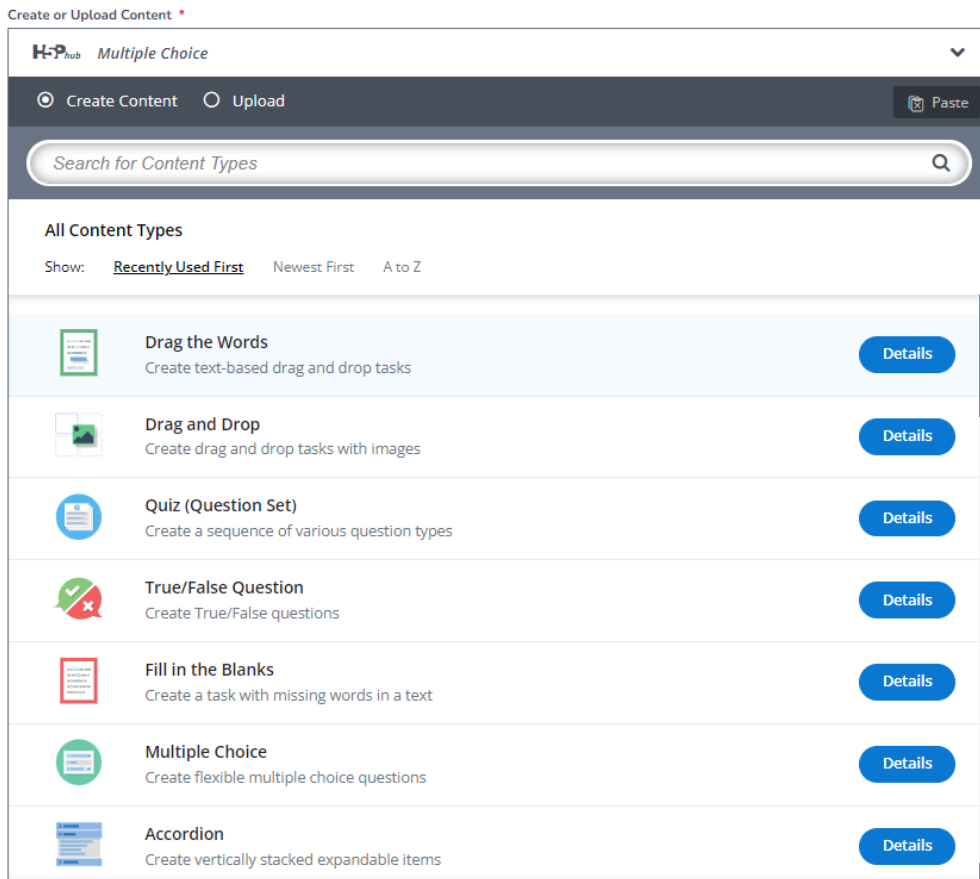 Create or Upload Content *
H5Phub Multiple Choice
Create Content Upload Paste
Search for Content Types
All Content Types
Show: Recently Used First Newest First A to Z
Drag the Words
Create text-based drag and drop tasks
Details
Drag and Drop
Create drag and drop tasks with images
Details
Quiz (Question Set)
Create a sequence of various question types
Details
True/False Question
Create True/False questions
Details
Fill in the Blanks
Create a task with missing words in a text
Details
Multiple Choice
Create flexible multiple choice questions
Details
Accordion
Create vertically stacked expandable items
Details